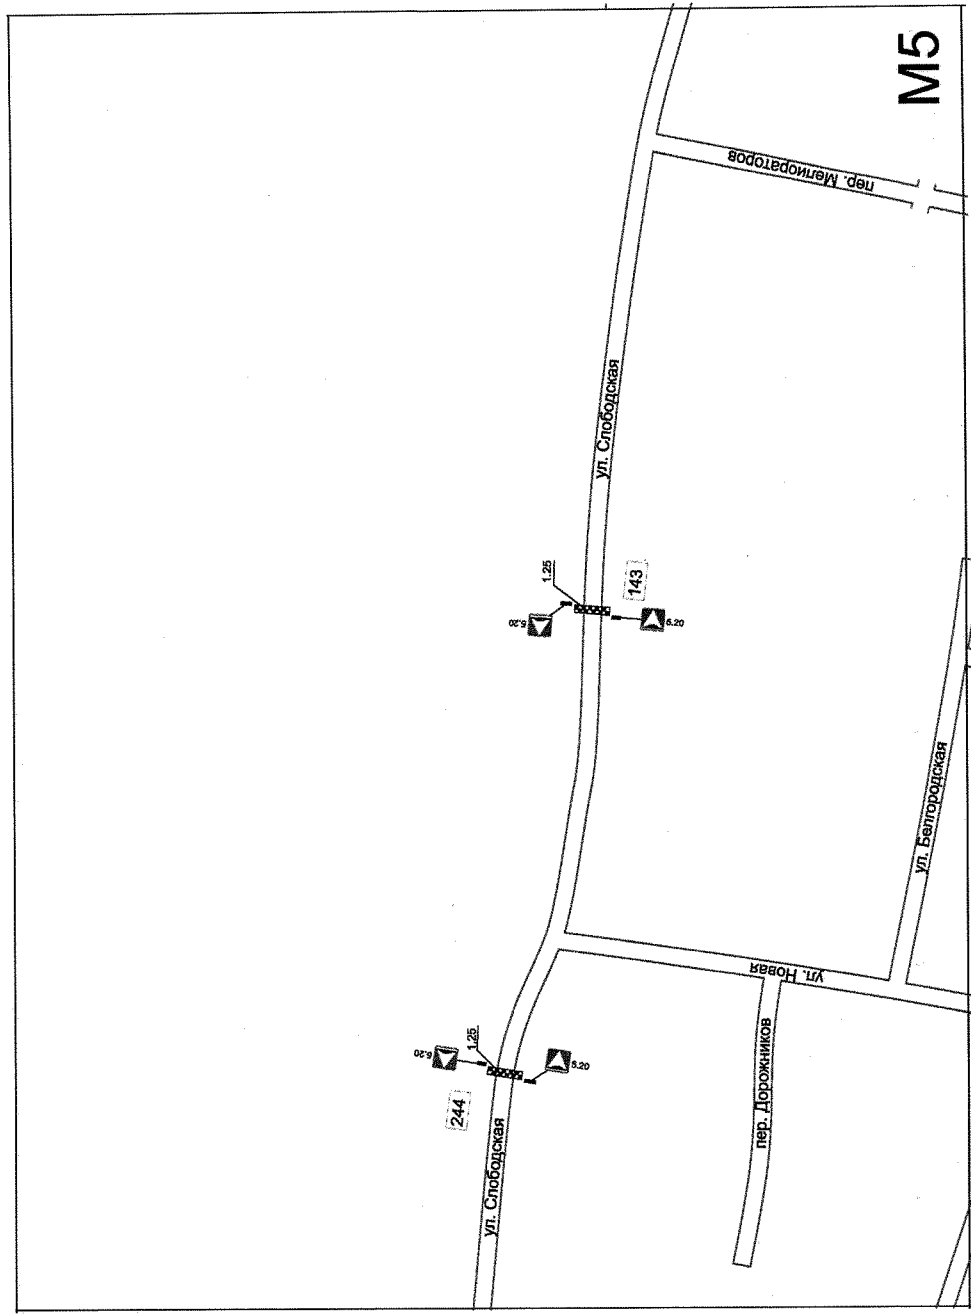 М5
пер. Мелиораторов
ул. Слободская
1.25
143
5.20
5.20
ул. Белгородская
ул. Новая
пер. Дорожников
5.20
1.25
5.20
244
ул. Слободская